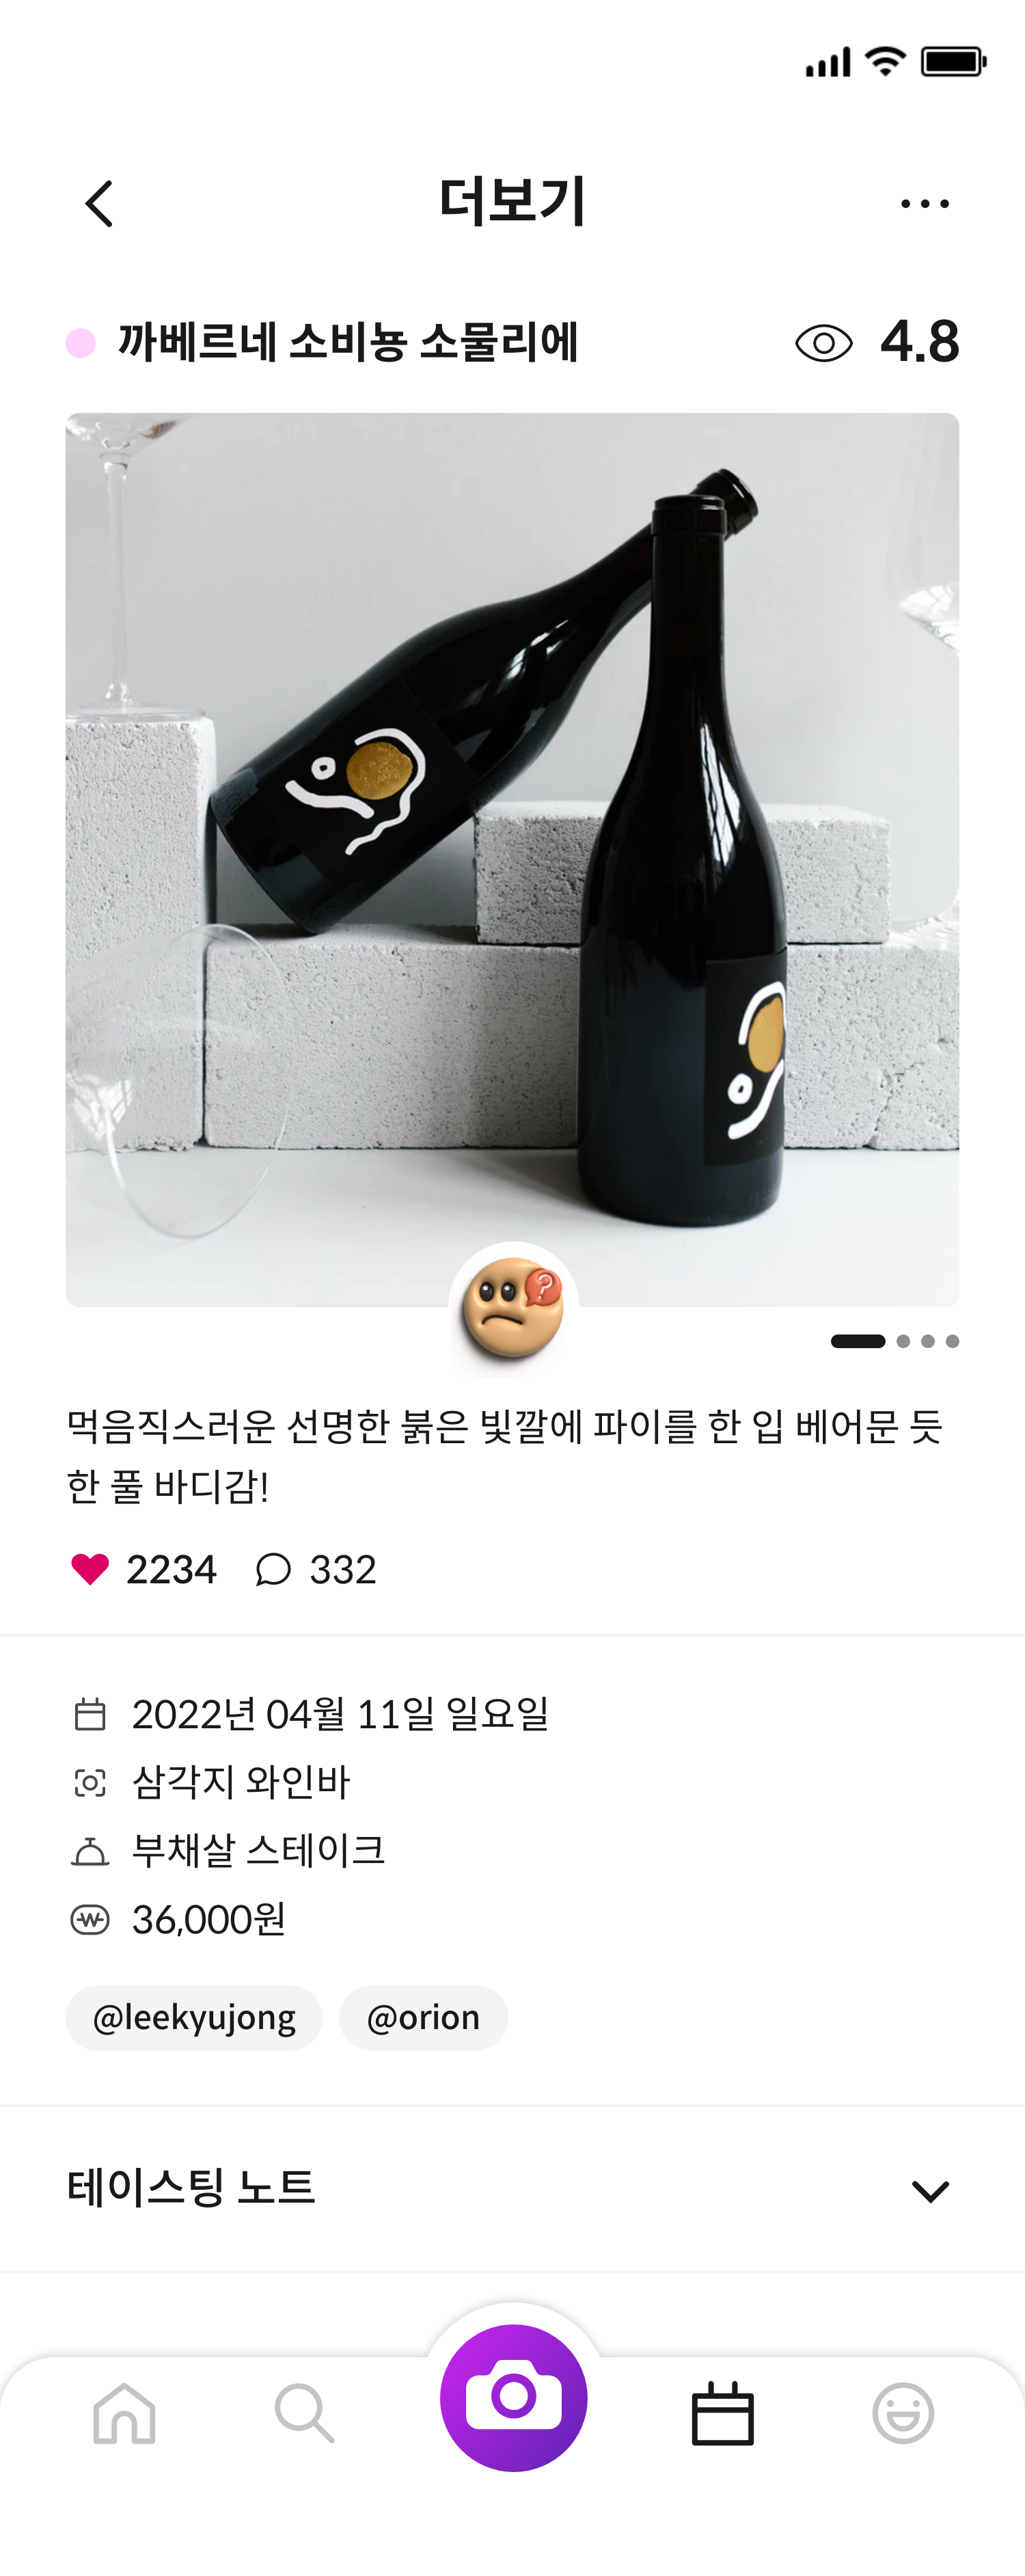 더보기
까베르네 소비뇽 소물리에 4.8
?
먹음직스러운 선명한 붉은 빛깔에 파이를 한 입 베어문 듯
한 풀 바디감!
2234 332
2022년 04월 11일 일요일
삼각지 와인바
부채살 스테이크
36,000원
@leekyujong @orion
테이스팅 노트